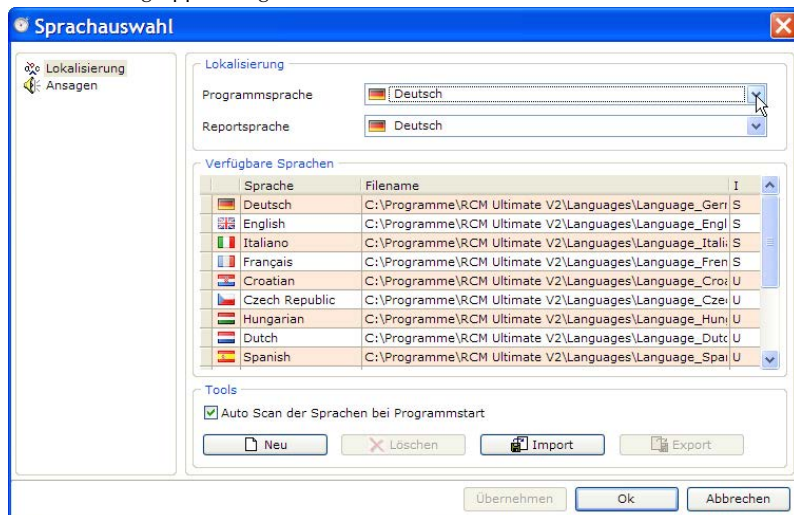 Sprachauswahl
Lokalisierung
Ansagen
Lokalisierung
Programmsprache Deutsch
Reportsprache Deutsch
Verfügbare Sprachen
Sprache Filename I
Deutsch C:\Programme\RCM Ultimate V2\Languages\Language_Gerr S
English C:\Programme\RCM Ultimate V2\Languages\Language_Engl S
Italiano C:\Programme\RCM Ultimate V2\Languages\Language_Itali S
Français C:\Programme\RCM Ultimate V2\Languages\Language_Fren S
Croatian C:\Programme\RCM Ultimate V2\Languages\Language_Croa U
Czech Republic C:\Programme\RCM Ultimate V2\Languages\Language_Czec U
Hungarian C:\Programme\RCM Ultimate V2\Languages\Language_Hung U
Dutch C:\Programme\RCM Ultimate V2\Languages\Language_Dutc U
Spanish C:\Programme\RCM Ultimate V2\Languages\Language_Spai U
Tools
Auto Scan der Sprachen bei Programmstart
Neu Löschen Import Export
Übernehmen Ok Abbrechen